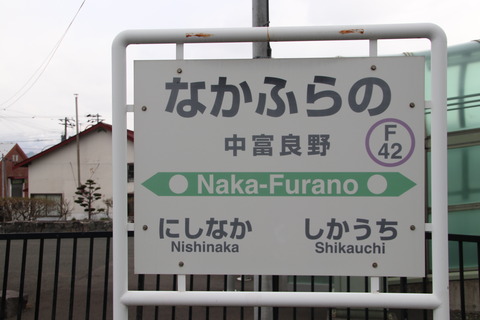 なかふらの
中富良野
F
42
Naka-Furano
にしなか しかうち
Nishinaka Shikauchi